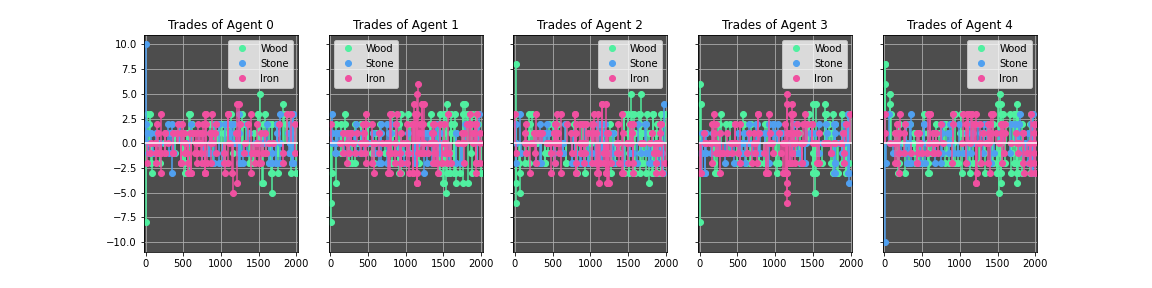 Trades of Agent 0
Trades of Agent 1
Trades of Agent 2
Trades of Agent 3
Trades of Agent 4
Wood
Stone
Iron
Wood
Stone
Iron
Wood
Stone
Iron
Wood
Stone
Iron
Wood
Stone
Iron
10.0
7.5
5.0
2.5
0.0
−2.5
−5.0
−7.5
−10.0
0 500 1000 1500 2000
0 500 1000 1500 2000
0 500 1000 1500 2000
0 500 1000 1500 2000
0 500 1000 1500 2000